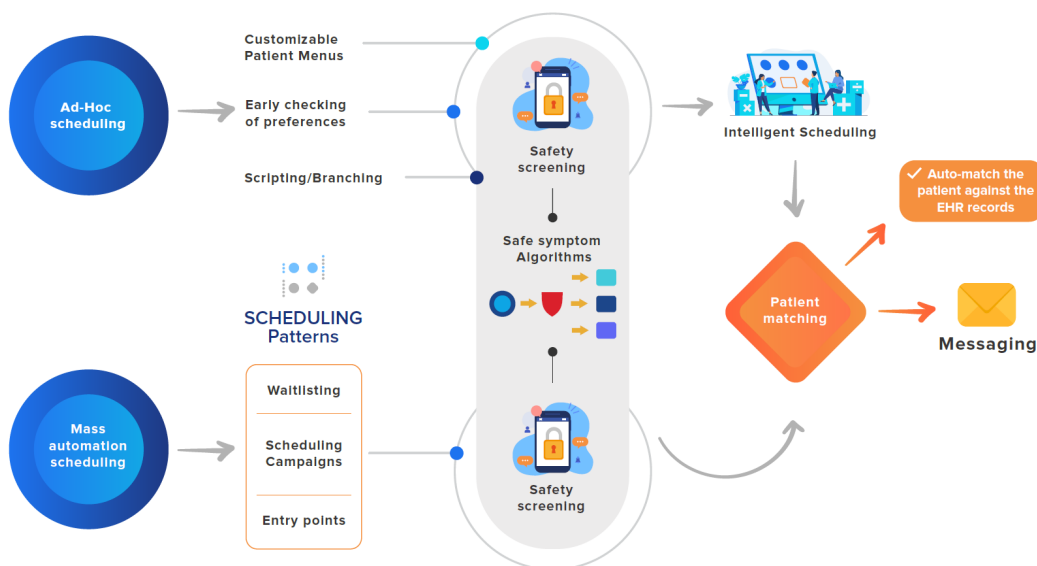 Customizable
Patient Menus
Ad-Hoc
scheduling
Early checking
of preferences
Scripting/Branching
Safety
screening
Intelligent Scheduling
Auto-match the
patient against the
EHR records
Safe symptom
Algorithms
SCHEDULING
Patterns
Patient
matching
Messaging
Mass
automation
scheduling
Waitlisting
Scheduling
Campaigns
Entry points
Safety
screening